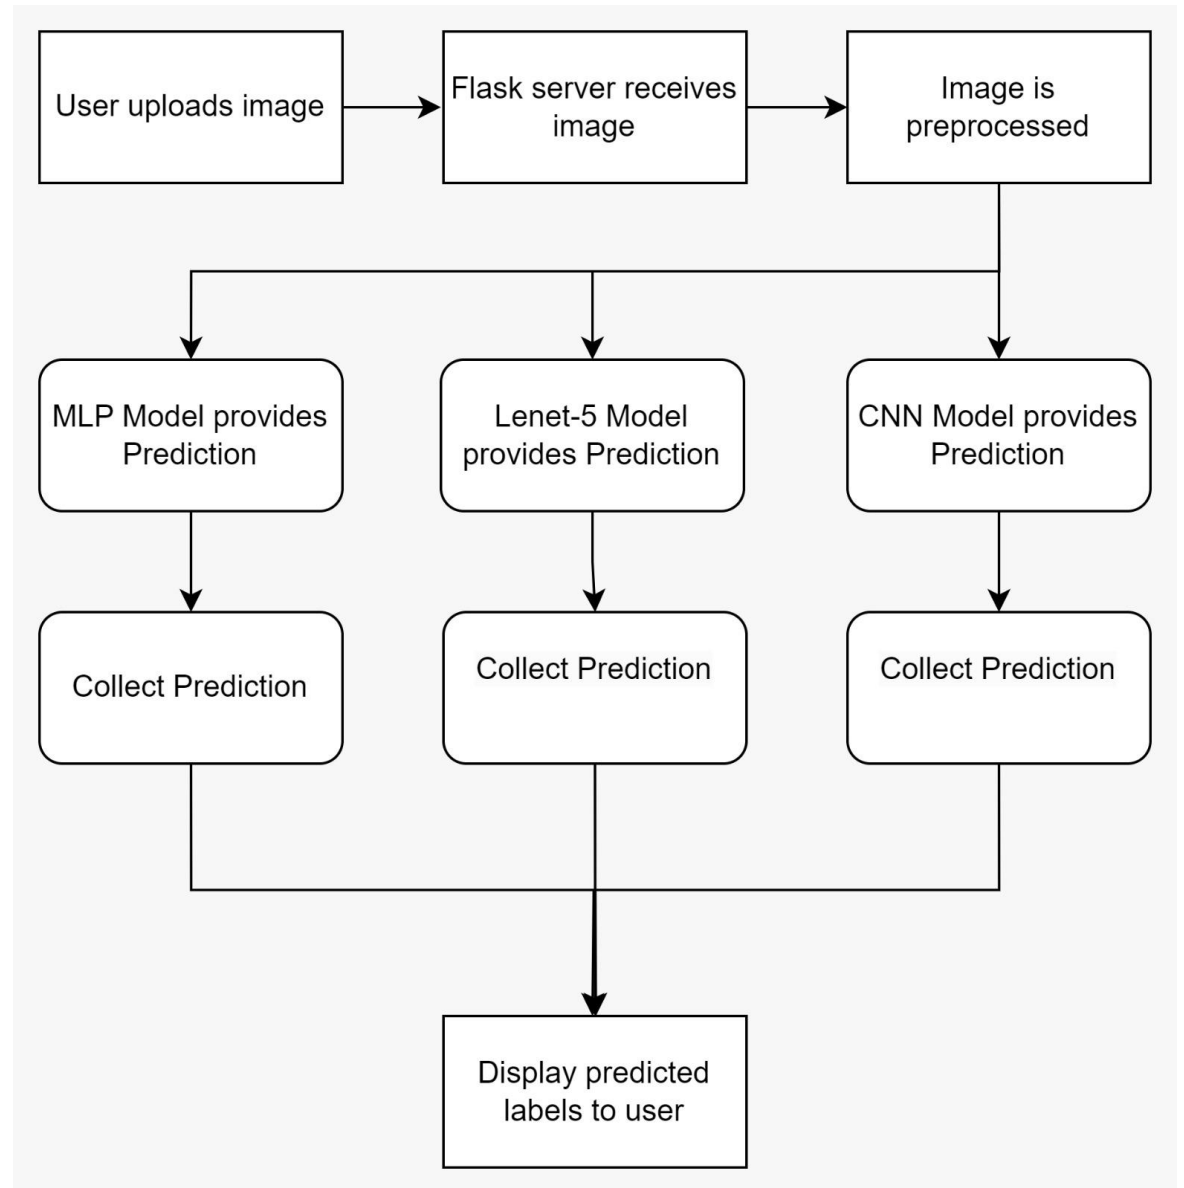 User uploads image
Flask server receives
image
Image is
preprocessed
MLP Model provides
Prediction
Lenet-5 Model
provides Prediction
CNN Model provides
Prediction
Collect Prediction
Collect Prediction
Collect Prediction
Display predicted
labels to user